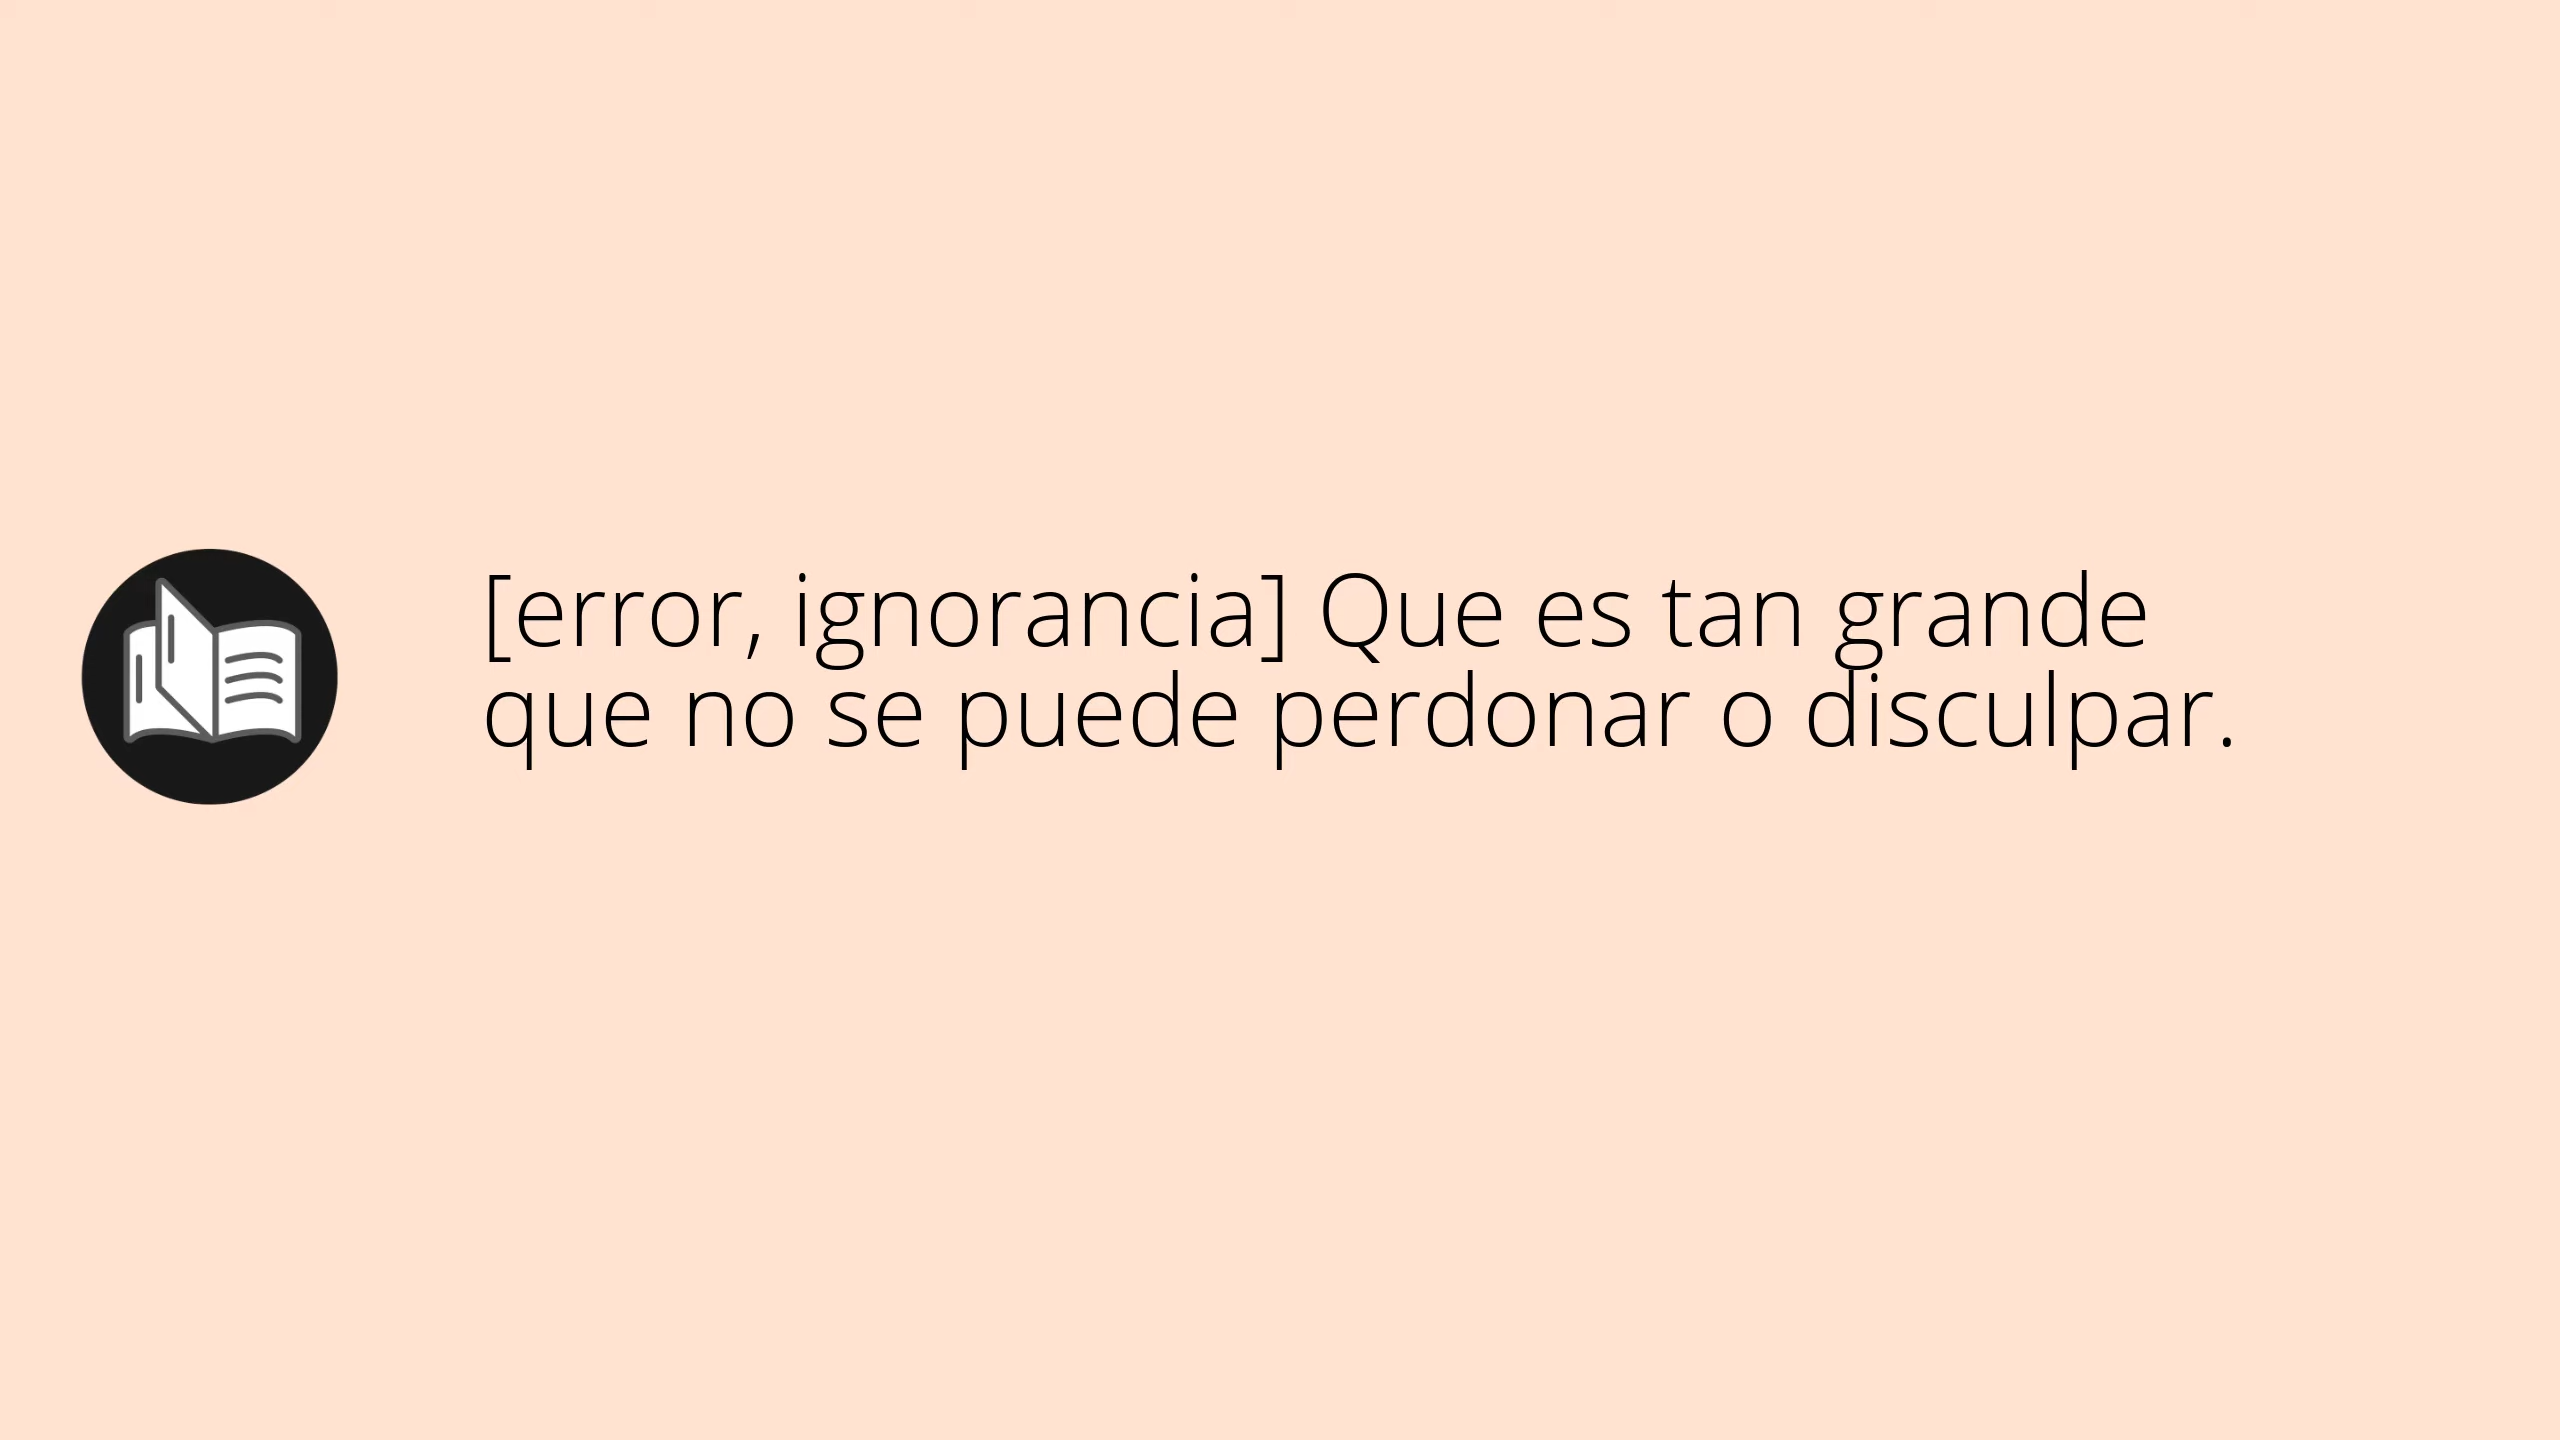 [error, ignorancia] Que es tan grande
que no se puede perdonar o disculpar.